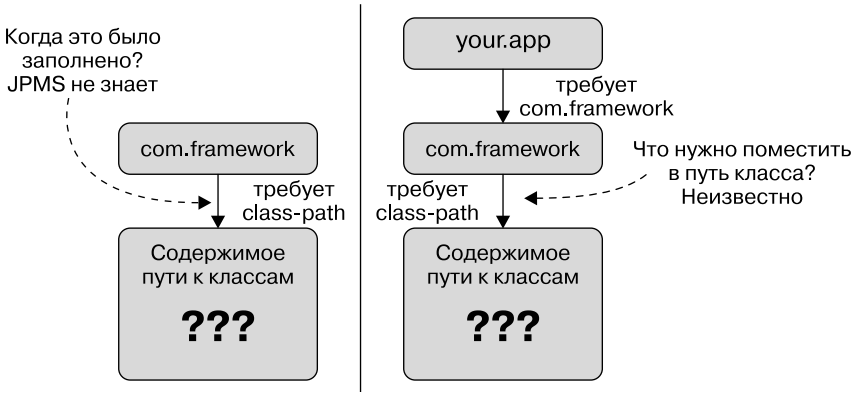 Когда это было
заполнено?
JPMS не знает
com.framework
требует
class-path
Содержимое
пути к классам
???
your.app
требует
com.framework
com.framework
Что нужно поместить
в путь класса?
Неизвестно
требует
class-path
Содержимое
пути к классам
???